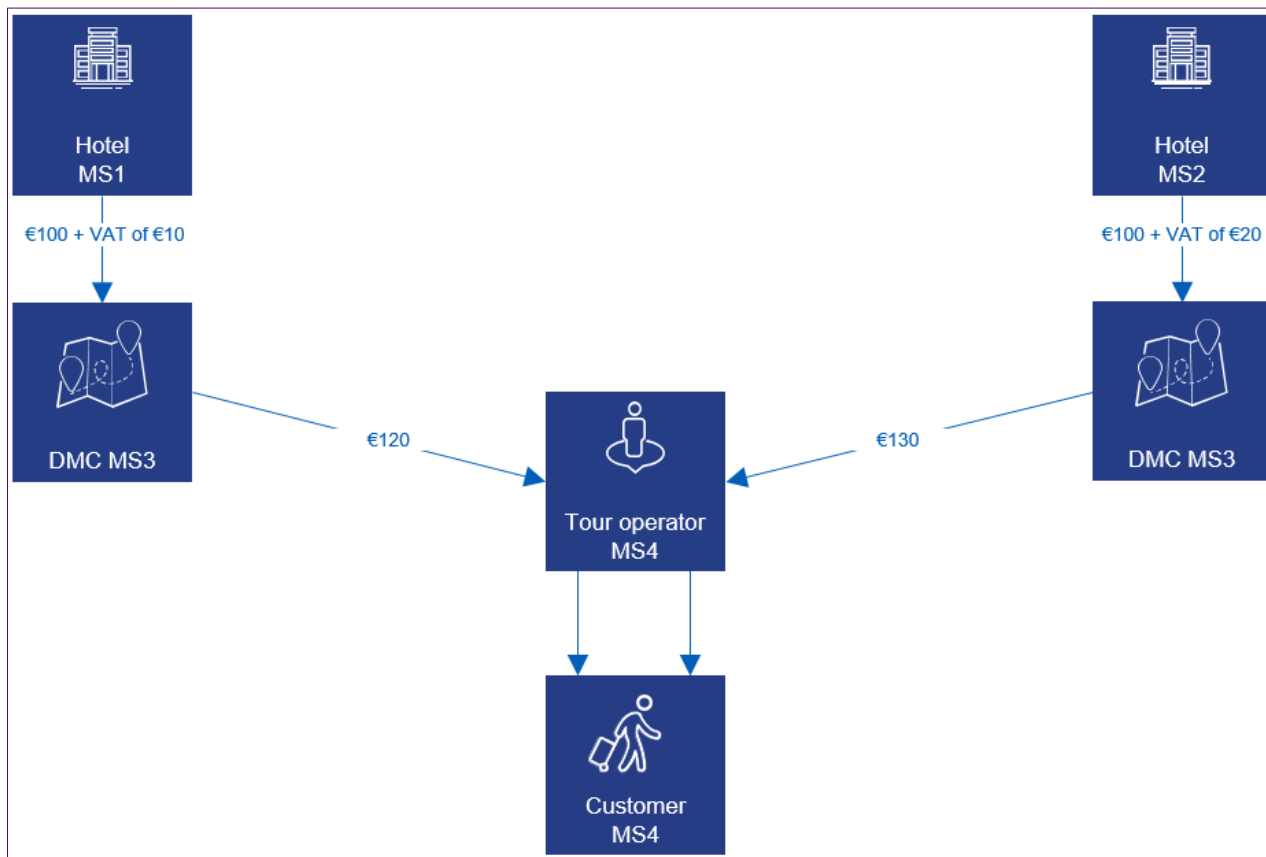 Hotel
MS1
Hotel
MS2
€100 + VAT of €10
€100 + VAT of €20
DMC MS3
€120
€130
DMC MS3
Tour operator
MS4
Customer
MS4